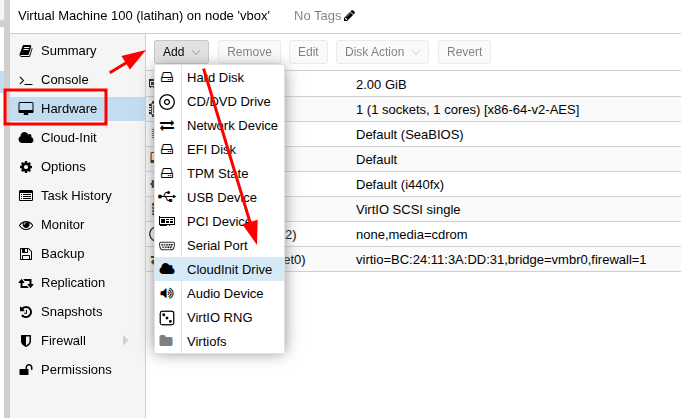 Virtual Machine 100 (latihan) on node 'vbox' No Tags
Summary
Console
Hardware
Cloud-Init
Options
Task History
Monitor
Backup
Replication
Snapshots
Firewall
Permissions
Add Remove Edit Disk Action Revert
Hard Disk
CD/DVD Drive
Network Device
EFI Disk
TPM State
USB Device
PCI Device
Serial Port
CloudInit Drive
Audio Device
VirtIO RNG
Virtiofs
2.00 GiB
1 (1 sockets, 1 cores) [x86-64-v2-AES]
Default (SeaBIOS)
Default
Default (i440fx)
VirtIO SCSI single
2) none,media=cdrom
et0) virtio=BC:24:11:3A:DD:31,bridge=vmbr0,firewall=1